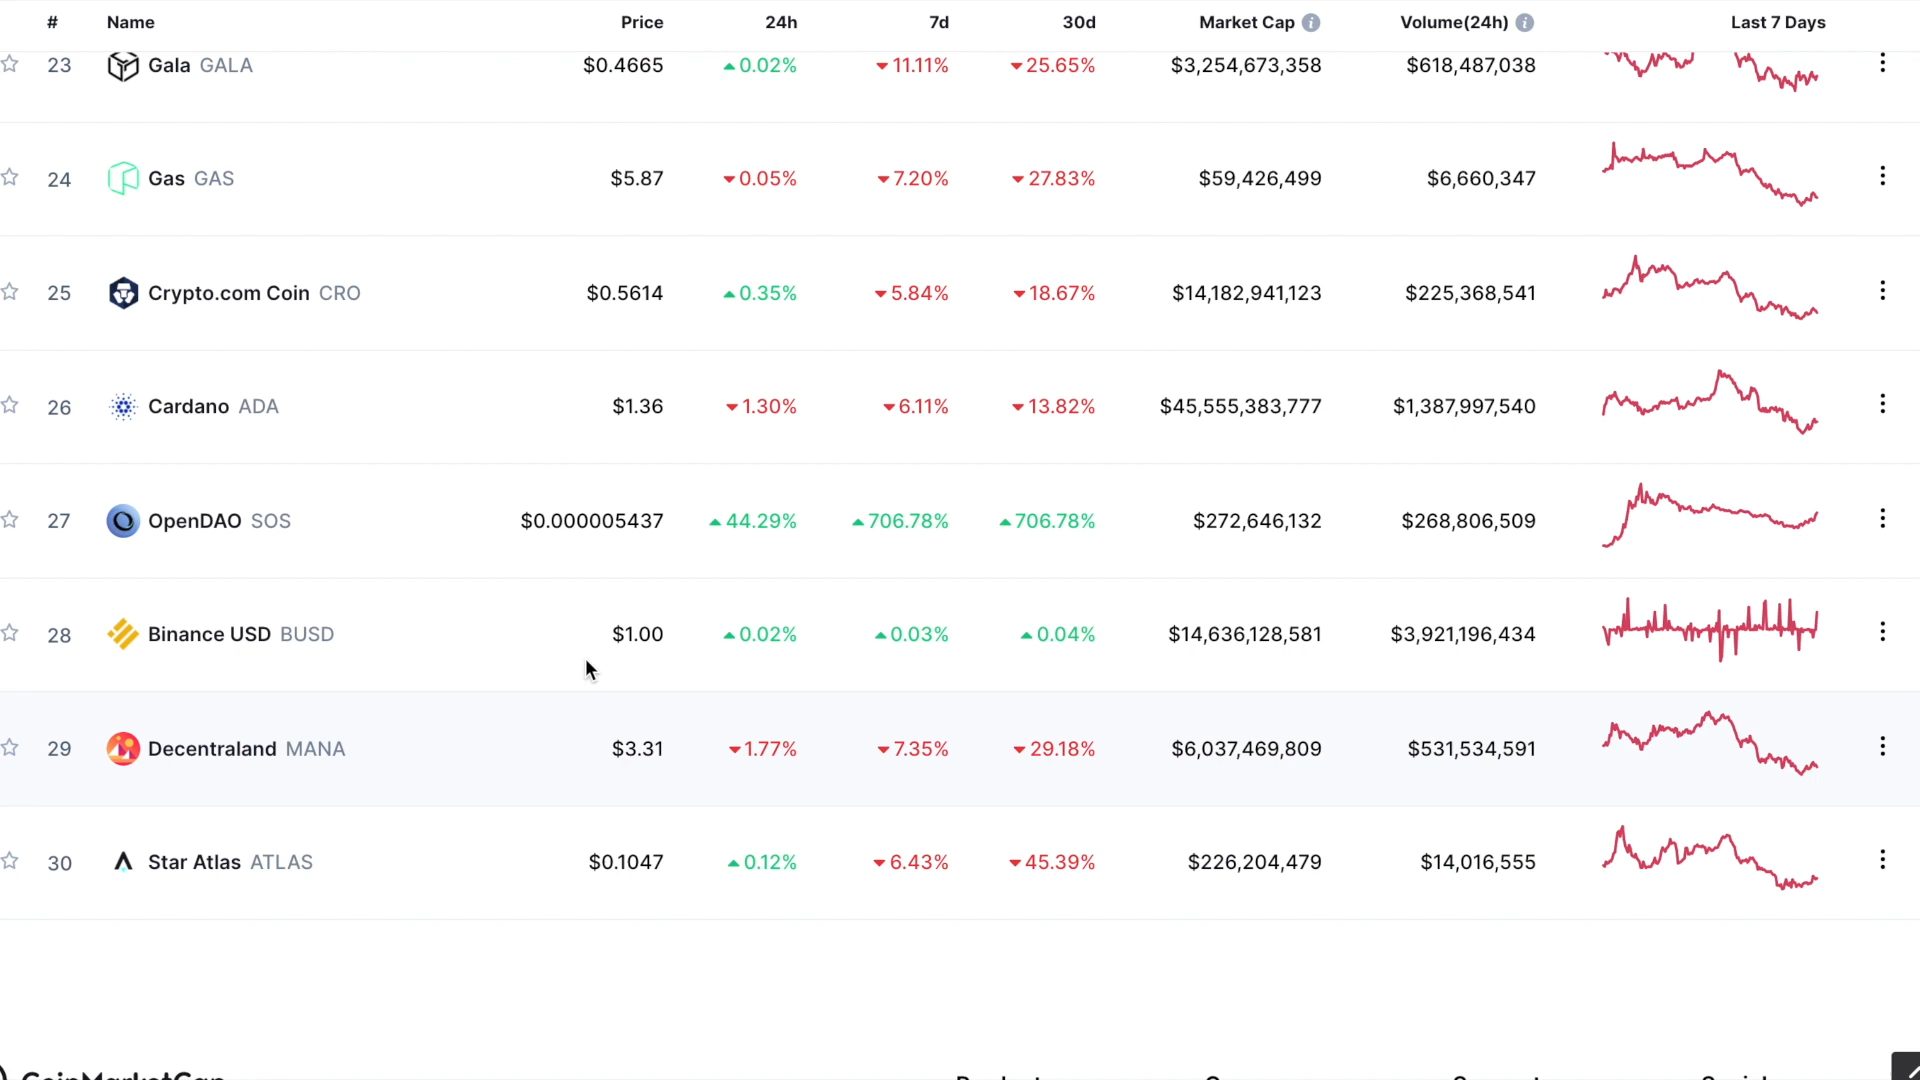 # Name Price 24h 7d 30d Market Cap Volume(24h) Last 7 Days
23 Gala GALA $0.4665 0.02% 11.11% 25.65% $3,254,673,358 $618,487,038
24 Gas GAS $5.87 0.05% 7.20% 27.83% $59,426,499 $6,660,347
25 Crypto.com Coin CRO $0.5614 0.35% 5.84% 18.67% $14,182,941,123 $225,368,541
26 Cardano ADA $1.36 1.30% 6.11% 13.82% $45,555,383,777 $1,387,997,540
27 OpenDAO SOS $0.000005437 44.29% 706.78% 706.78% $272,646,132 $268,806,509
28 Binance USD BUSD $1.00 0.02% 0.03% 0.04% $14,636,128,581 $3,921,196,434
29 Decentraland MANA $3.31 1.77% 7.35% 29.18% $6,037,469,809 $531,534,591
30 Star Atlas ATLAS $0.1047 0.12% 6.43% 45.39% $226,204,479 $14,016,555
CoinMarketCap